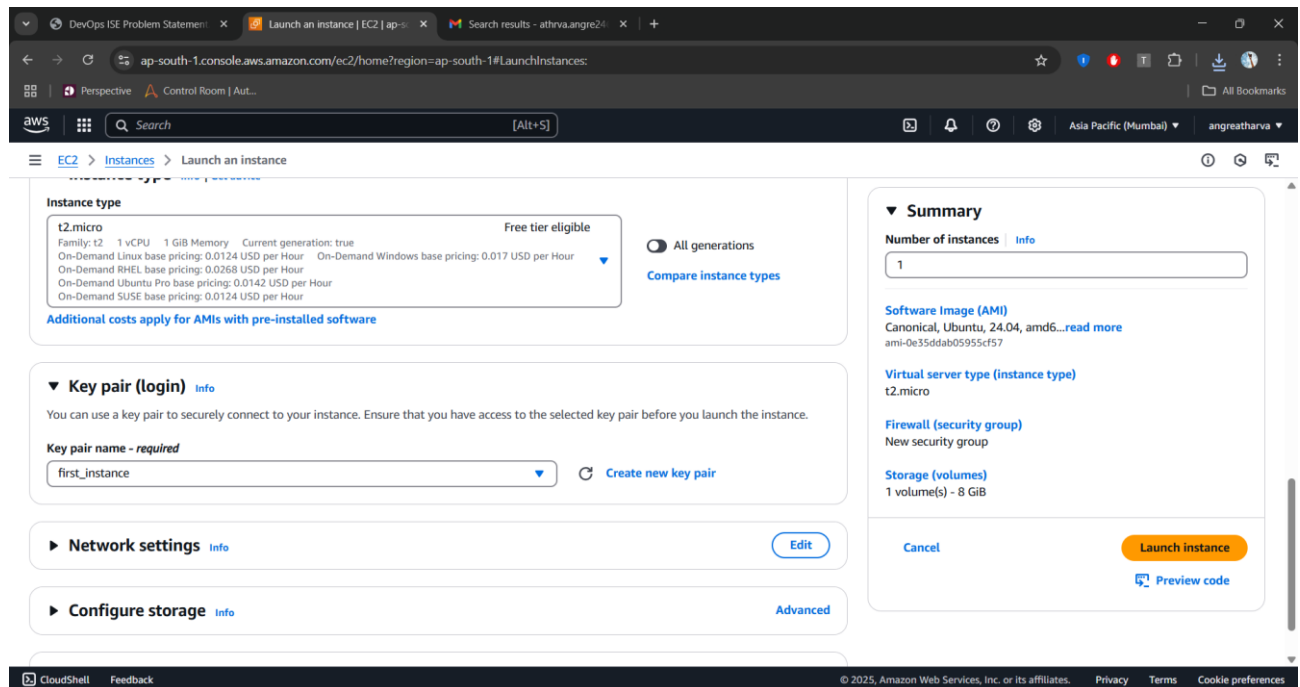 DevOps ISE Problem Statement
Launch an instance | EC2 | ap-s
Search results - athrva.angre24
ap-south-1.console.aws.amazon.com/ec2/home?region=ap-south-1#LaunchInstances:
Perspective
Control Room | Aut...
All Bookmarks
aws
Search
[Alt+S]
Asia Pacific (Mumbai)
angreatharva
EC2 > Instances > Launch an instance
Instance type
t2.micro
Free tier eligible
Family: t2 1 vCPU 1 GiB Memory Current generation: true
On-Demand Linux base pricing: 0.0124 USD per Hour On-Demand Windows base pricing: 0.017 USD per Hour
On-Demand RHEL base pricing: 0.0268 USD per Hour
On-Demand Ubuntu Pro base pricing: 0.0142 USD per Hour
On-Demand SUSE base pricing: 0.0124 USD per Hour
All generations
Compare instance types
Additional costs apply for AMIs with pre-installed software
Key pair (login) Info
You can use a key pair to securely connect to your instance. Ensure that you have access to the selected key pair before you launch the instance.
Key pair name - required
first_instance
Create new key pair
Network settings Info
Edit
Configure storage Info
Advanced
Summary
Number of instances Info
1
Software Image (AMI)
Canonical, Ubuntu, 24.04, amd6...read more
ami-0e35ddab05955cf57
Virtual server type (instance type)
t2.micro
Firewall (security group)
New security group
Storage (volumes)
1 volume(s) - 8 GiB
Cancel
Launch instance
Preview code
CloudShell Feedback
© 2025, Amazon Web Services, Inc. or its affiliates. Privacy Terms Cookie preferences